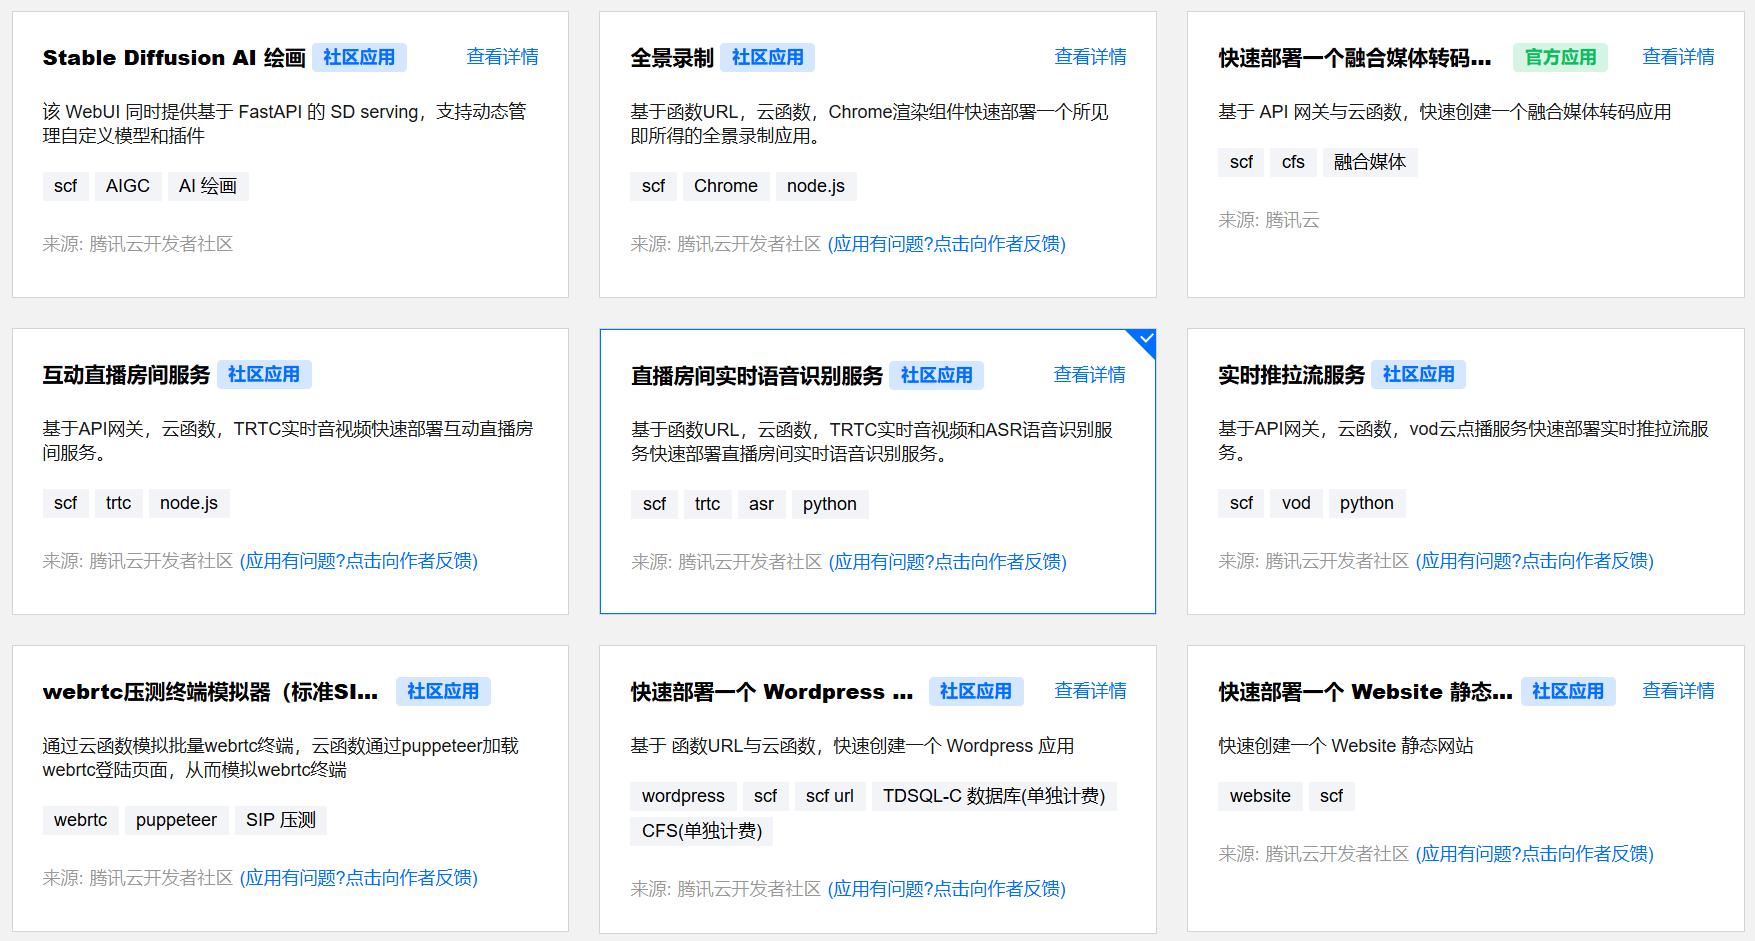 Stable Diffusion AI 绘画 社区应用 查看详情
该 WebUI 同时提供基于 FastAPI 的 SD serving，支持动态管
理自定义模型和插件
scf AIGC AI 绘画
来源: 腾讯云开发者社区
全景录制 社区应用 查看详情
基于函数URL，云函数，Chrome渲染组件快速部署一个所见
即所得的全景录制应用。
scf Chrome node.js
来源: 腾讯云开发者社区 (应用有问题?点击向作者反馈)
快速部署一个融合媒体转码... 官方应用 查看详情
基于 API 网关与云函数，快速创建一个融合媒体转码应用
scf cfs 融合媒体
来源: 腾讯云
互动直播房间服务 社区应用
基于API网关，云函数，TRTC实时音视频快速部署互动直播房
间服务。
scf trtc node.js
来源: 腾讯云开发者社区 (应用有问题?点击向作者反馈)
直播房间实时语音识别服务 社区应用 查看详情
基于函数URL，云函数，TRTC实时音视频和ASR语音识别服
务快速部署直播房间实时语音识别服务。
scf trtc asr python
来源: 腾讯云开发者社区 (应用有问题?点击向作者反馈)
实时推拉流服务 社区应用
基于API网关，云函数，vod云点播服务快速部署实时推拉流服
务。
scf vod python
来源: 腾讯云开发者社区 (应用有问题?点击向作者反馈)
webrtc压测终端模拟器（标准SI... 社区应用
通过云函数模拟批量webrtc终端，云函数通过puppeteer加载
webrtc登陆页面，从而模拟webrtc终端
webrtc puppeteer SIP 压测
来源: 腾讯云开发者社区 (应用有问题?点击向作者反馈)
快速部署一个 Wordpress ... 社区应用 查看详情
基于 函数URL与云函数，快速创建一个 Wordpress 应用
wordpress scf scf url TDSQL-C 数据库(单独计费)
CFS(单独计费)
来源: 腾讯云开发者社区 (应用有问题?点击向作者反馈)
快速部署一个 Website 静态... 社区应用 查看详情
快速创建一个 Website 静态网站
website scf
来源: 腾讯云开发者社区 (应用有问题?点击向作者反馈)